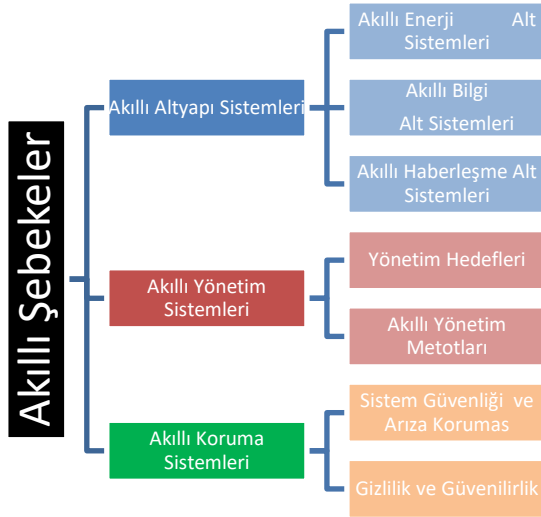 Akıllı Şebekeler
Akıllı Altyapı Sistemleri
Akıllı Enerji Alt
Sistemleri
Akıllı Bilgi
Alt Sistemleri
Akıllı Haberleşme Alt
Sistemleri
Akıllı Yönetim
Sistemleri
Yönetim Hedefleri
Akıllı Yönetim
Metotları
Akıllı Koruma
Sistemleri
Sistem Güvenliği ve
Arıza Korumas
Gizlilik ve Güvenilirlik